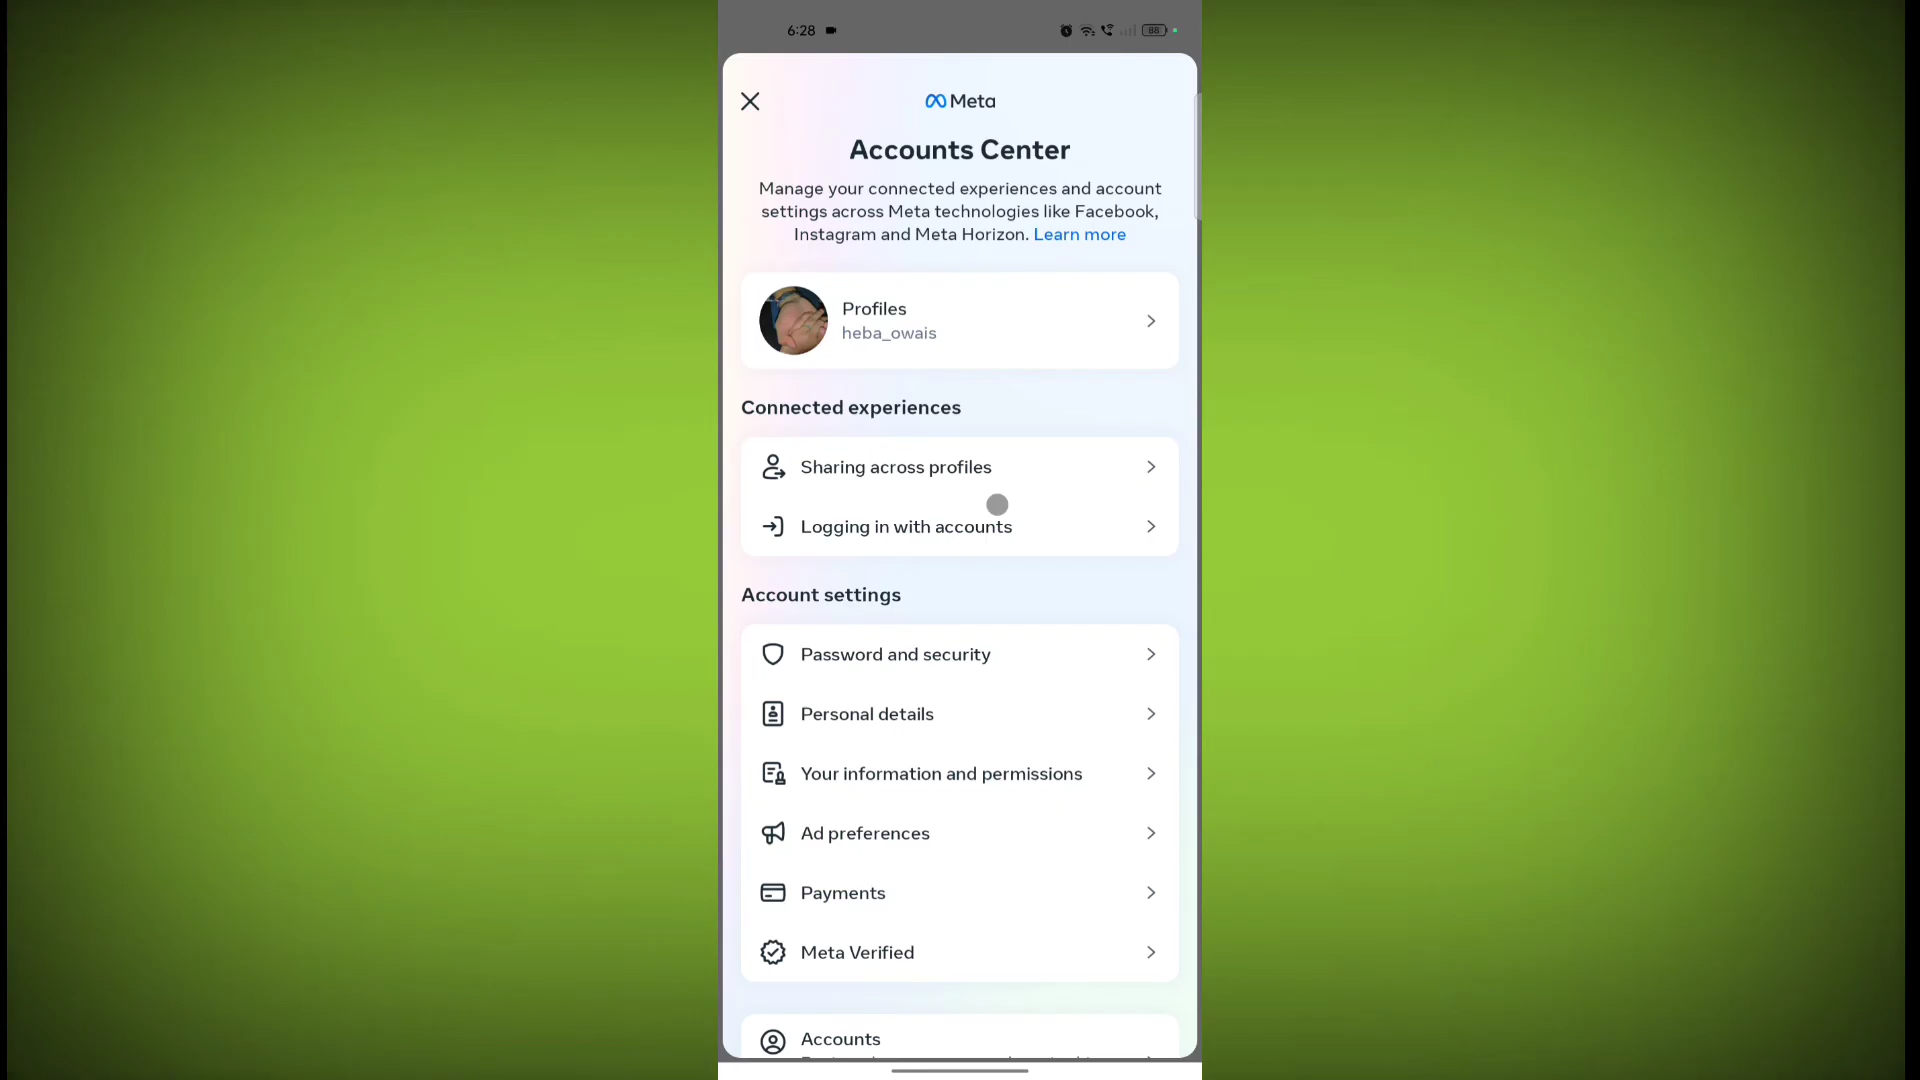 6:28
88
Meta
Accounts Center
Manage your connected experiences and account
settings across Meta technologies like Facebook,
Instagram and Meta Horizon. Learn more
Profiles
heba_owais
Connected experiences
Sharing across profiles
Logging in with accounts
Account settings
Password and security
Personal details
Your information and permissions
Ad preferences
Payments
Meta Verified
Accounts